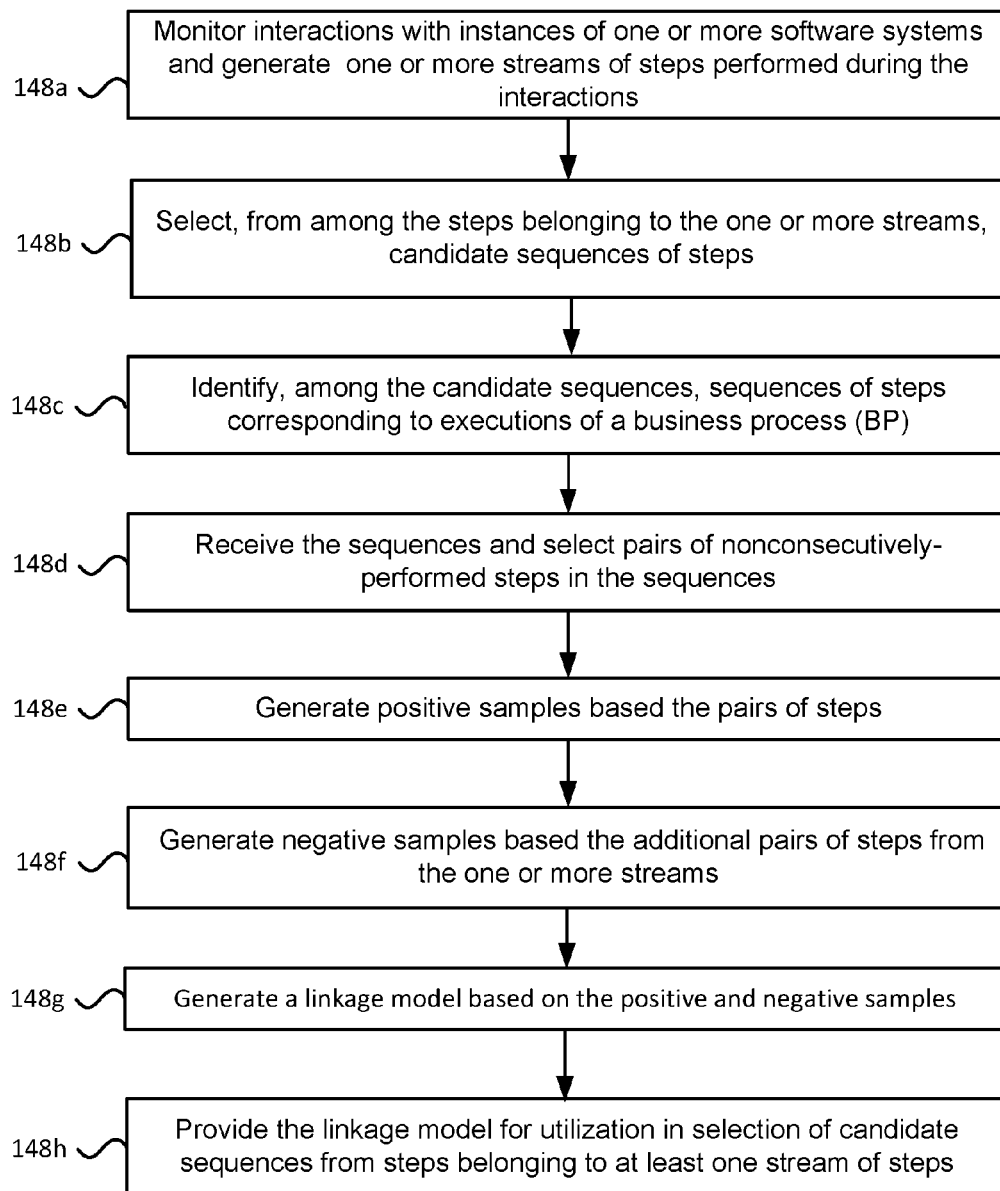 Monitor interactions with instances of one or more software systems
and generate one or more streams of steps performed during the
interactions
148a
Select, from among the steps belonging to the one or more streams,
candidate sequences of steps
148b
Identify, among the candidate sequences, sequences of steps
corresponding to executions of a business process (BP)
148c
Receive the sequences and select pairs of nonconsecutively-
performed steps in the sequences
148d
Generate positive samples based the pairs of steps
148e
Generate negative samples based the additional pairs of steps from
the one or more streams
148f
Generate a linkage model based on the positive and negative samples
148g
Provide the linkage model for utilization in selection of candidate
sequences from steps belonging to at least one stream of steps
148h